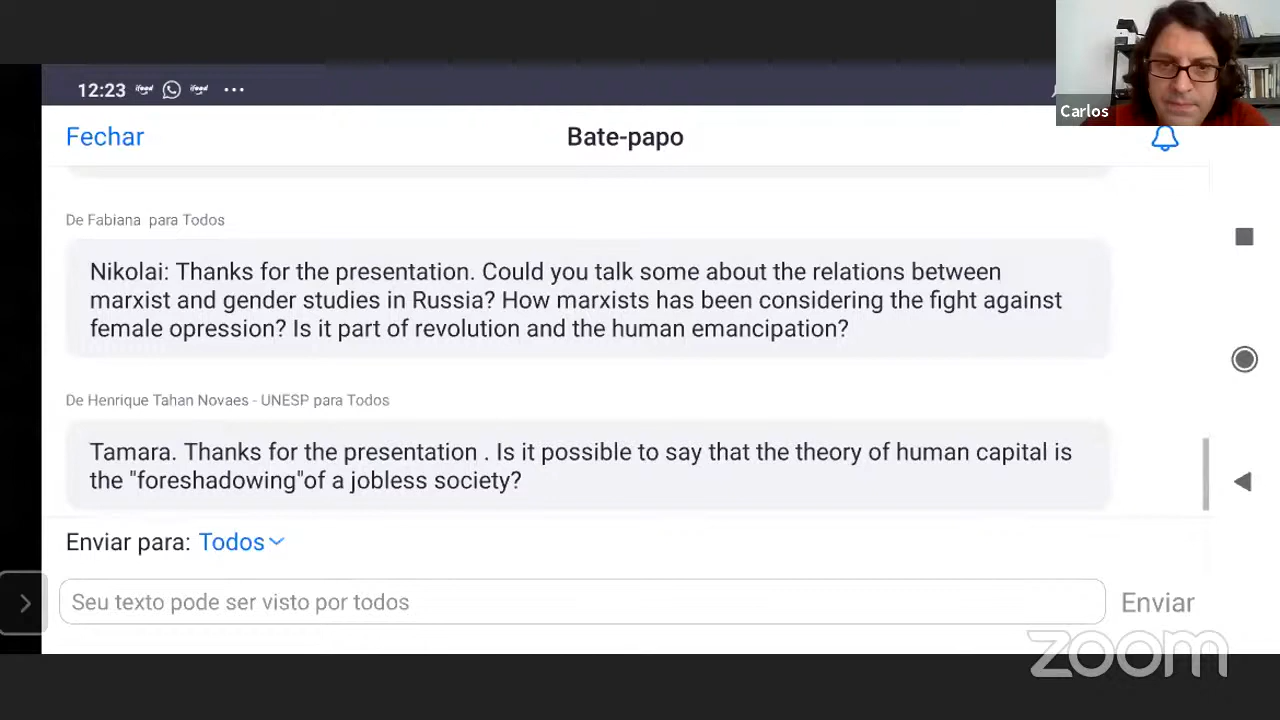 Carlos
12:23 ifood ifood ...
Fechar
Bate-papo
De Fabiana para Todos
Nikolai: Thanks for the presentation. Could you talk some about the relations between
marxist and gender studies in Russia? How marxists has been considering the fight against
female opression? Is it part of revolution and the human emancipation?
De Henrique Tahan Novaes - UNESP para Todos
Tamara. Thanks for the presentation . Is it possible to say that the theory of human capital is
the "foreshadowing"of a jobless society?
Enviar para: Todos
Seu texto pode ser visto por todos
Enviar
zoom